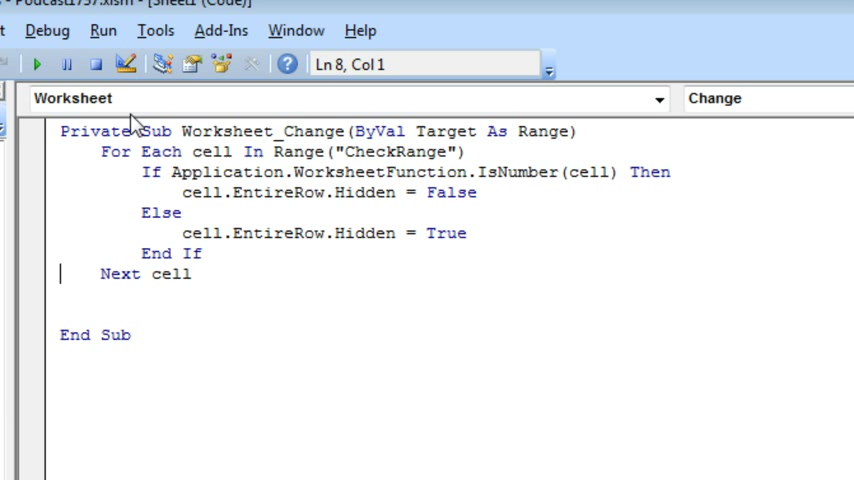 Podcast1757.xlsm - [Sheet1 (Code)]
Debug Run Tools Add-Ins Window Help
Ln 8, Col 1
Worksheet Change
Private Sub Worksheet_Change(ByVal Target As Range)
For Each cell In Range("CheckRange")
If Application.WorksheetFunction.IsNumber(cell) Then
cell.EntireRow.Hidden = False
Else
cell.EntireRow.Hidden = True
End If
Next cell
End Sub